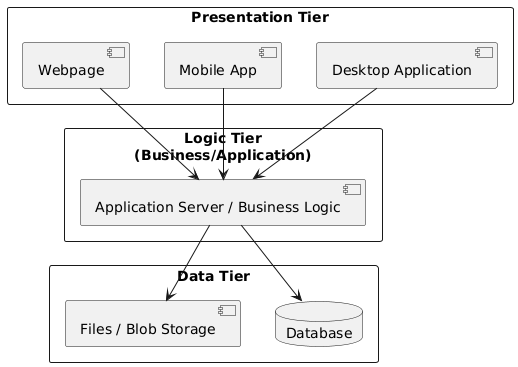 Presentation Tier
Webpage
Mobile App
Desktop Application
Logic Tier
(Business/Application)
Application Server / Business Logic
Data Tier
Files / Blob Storage
Database